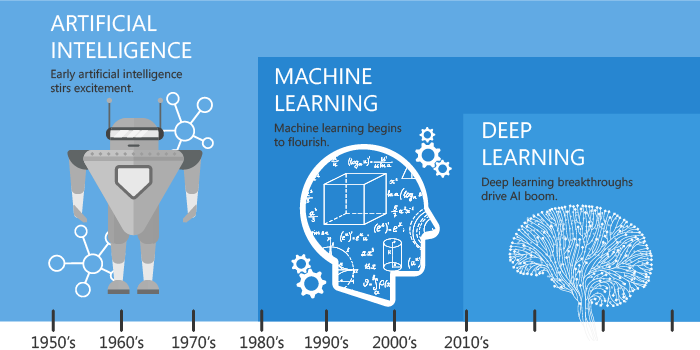 ARTIFICIAL
INTELLIGENCE
Early artificial intelligence
stirs excitement.
MACHINE
LEARNING
Machine learning begins
to flourish.
DEEP
LEARNING
Deep learning breakthroughs
drive AI boom.
1950's 1960's 1970's 1980's 1990's 2000's 2010's